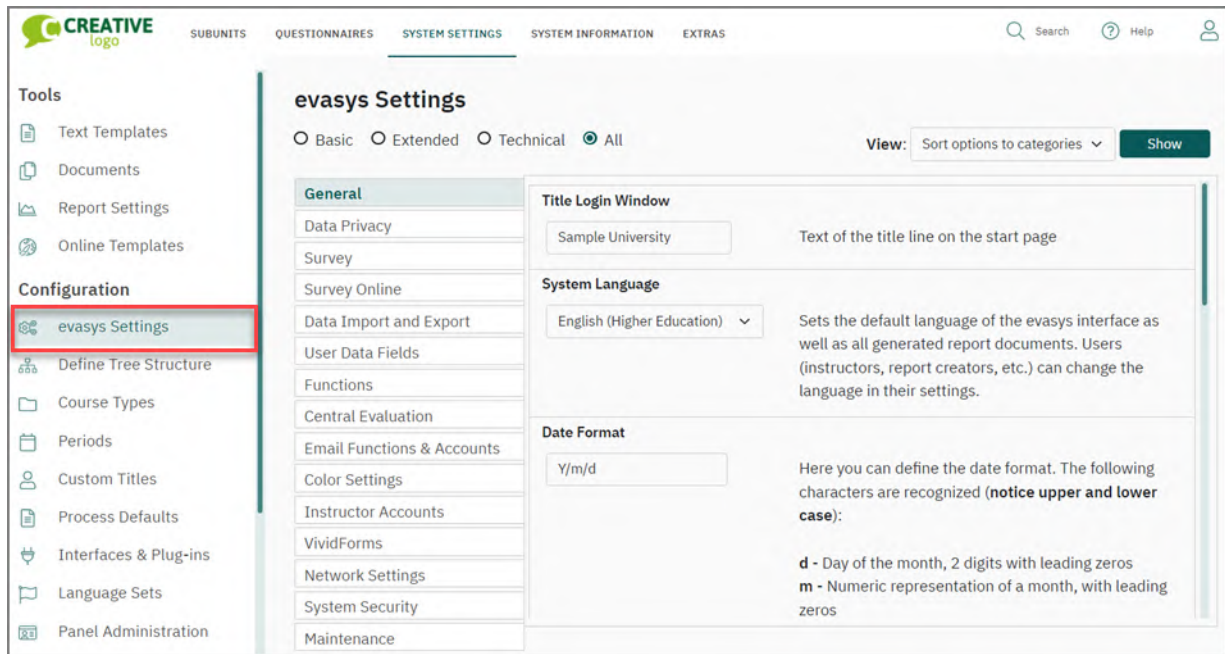 CREATIVE
logo
SUBUNITS QUESTIONNAIRES SYSTEM SETTINGS SYSTEM INFORMATION EXTRAS Search Help
Tools
Text Templates
Documents
Report Settings
Online Templates
Configuration
evasys Settings
Define Tree Structure
Course Types
Periods
Custom Titles
Process Defaults
Interfaces & Plug-ins
Language Sets
Panel Administration
evasys Settings
Basic Extended Technical All
View: Sort options to categories Show
General
Data Privacy
Survey
Survey Online
Data Import and Export
User Data Fields
Functions
Central Evaluation
Email Functions & Accounts
Color Settings
Instructor Accounts
VividForms
Network Settings
System Security
Maintenance
Title Login Window
Sample University
Text of the title line on the start page
System Language
English (Higher Education)
Sets the default language of the evasys interface as
well as all generated report documents. Users
(instructors, report creators, etc.) can change the
language in their settings.
Date Format
Y/m/d
Here you can define the date format. The following
characters are recognized (notice upper and lower
case):
d - Day of the month, 2 digits with leading zeros
m - Numeric representation of a month, with leading
zeros